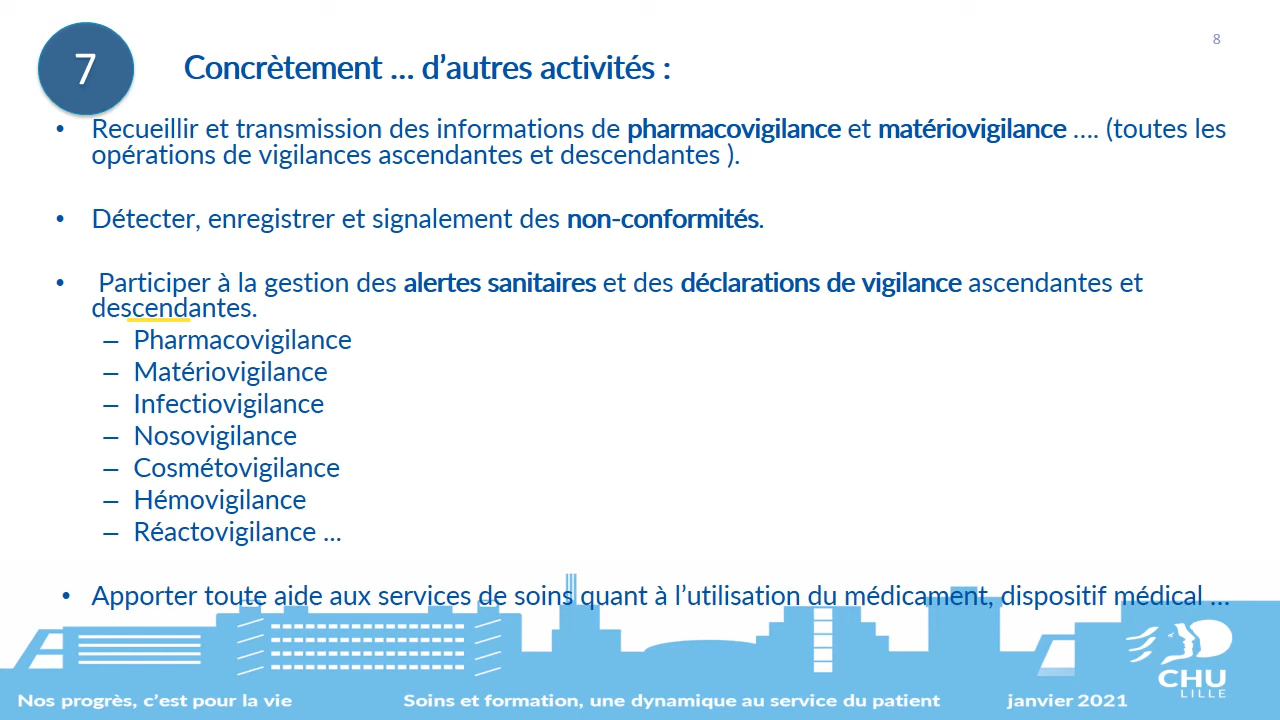 7
Concrètement ... d’autres activités :
8
• Recueillir et transmission des informations de pharmacovigilance et matériovigilance .... (toutes les
opérations de vigilances ascendantes et descendantes ).
• Détecter, enregistrer et signalement des non-conformités.
• Participer à la gestion des alertes sanitaires et des déclarations de vigilance ascendantes et
descendantes.
– Pharmacovigilance
– Matériovigilance
– Infectiovigilance
– Nosovigilance
– Cosmétovigilance
– Hémovigilance
– Réactovigilance ...
• Apporter toute aide aux services de soins quant à l’utilisation du médicament, dispositif médical ...
CHU
LILLE
Nos progrès, c’est pour la vie
Soins et formation, une dynamique au service du patient
janvier 2021